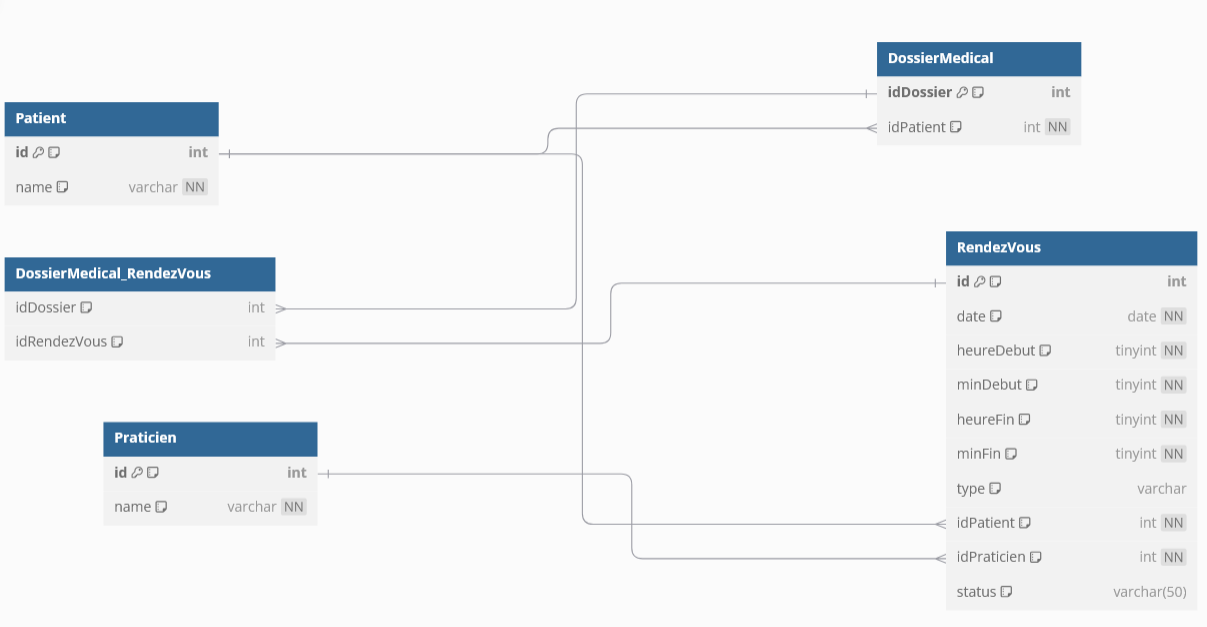 Patient
id int
name varchar NN
DossierMedical_RendezVous
idDossier int
idRendezVous int
Praticien
id int
name varchar NN
DossierMedical
idDossier int
idPatient int NN
RendezVous
id int
date date NN
heureDebut tinyint NN
minDebut tinyint NN
heureFin tinyint NN
minFin tinyint NN
type varchar
idPatient int NN
idPraticien int NN
status varchar(50)